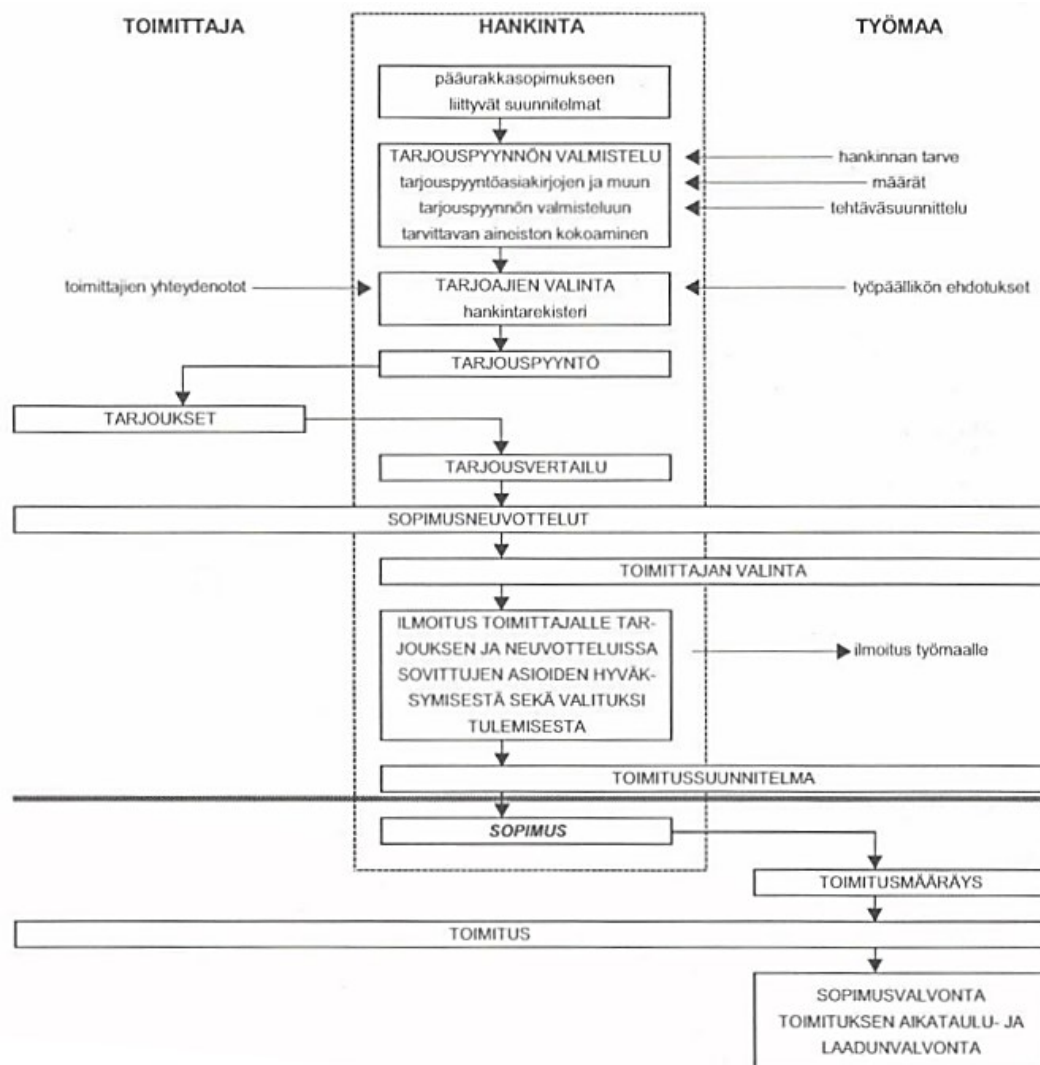 TOIMITTAJA
HANKINTA
TYÖMAA
pääurakkasopimukseen
liittyvät suunnitelmat
TARJOUSPYYNNÖN VALMISTELU
tarjouspyyntöasiakirjojen ja muun
tarjouspyynnön valmisteluun
tarvittavan aineiston kokoaminen
hankinnan tarve
määrät
tehtäväsuunnittelu
toimittajien yhteydenotot
TARJOAJIEN VALINTA
hankintarekisteri
työpäällikön ehdotukset
TARJOUSPYYNTÖ
TARJOUKSET
TARJOUSVERTAILU
SOPIMUSNEUVOTTELUT
TOIMITTAJAN VALINTA
ILMOITUS TOIMITTAJALLE TAR-
JOUKSEN JA NEUVOTTELUISSA
SOVITTUJEN ASIOIDEN HYVÄK-
SYMISESTÄ SEKÄ VALITUKSI
TULEMISESTA
ilmoitus työmaalle
TOIMITUSSUUNNITELMA
SOPIMUS
TOIMITUSMÄÄRÄYS
TOIMITUS
SOPIMUSVALVONTA
TOIMITUKSEN AIKATAULU- JA
LAADUNVALVONTA